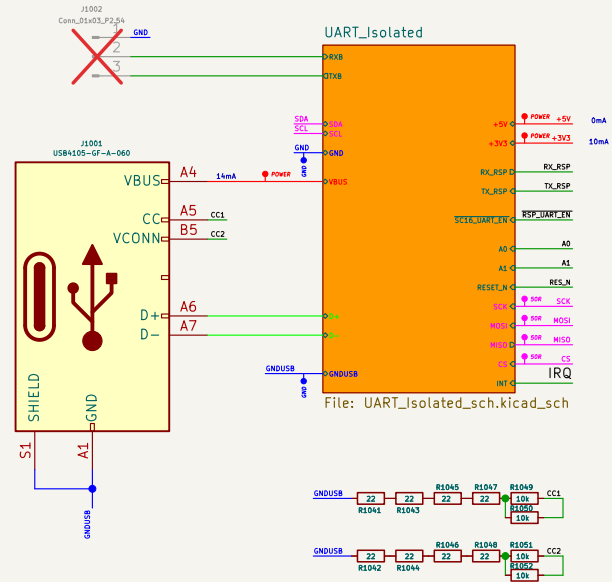 J1002
Conn_01x03_P2.54
1
GND
2
3
UART_Isolated
RXB
TXB
SDA
SDA
SCL
SCL
GND
GND
GND
VBUS
POWER
14mA
D+
D-
GNDUSB
GNDUSB
GND
+5V
POWER
+5V
0mA
+3V3
POWER
+3V3
10mA
RX_RSP
RX_RSP
TX_RSP
TX_RSP
SC16_UART_EN
RSP_UART_EN
A0
A0
A1
A1
RESET_N
RES_N
SCK
50R
SCK
MOSI
50R
MOSI
MISO
50R
MISO
CS
50R
CS
INT
IRQ
File: UART_Isolated_sch.kicad_sch
J1001
USB4105-GF-A-060
VBUS
A4
CC
A5
CC1
VCONN
B5
CC2
D+
A6
D-
A7
SHIELD
GND
S1
A1
GNDUSB
R1045
R1047
R1049
GNDUSB
22
22
22
22
10k
CC1
R1041
R1043
R1050
10k
R1046
R1048
R1051
GNDUSB
22
22
22
22
10k
CC2
R1042
R1044
R1052
10k